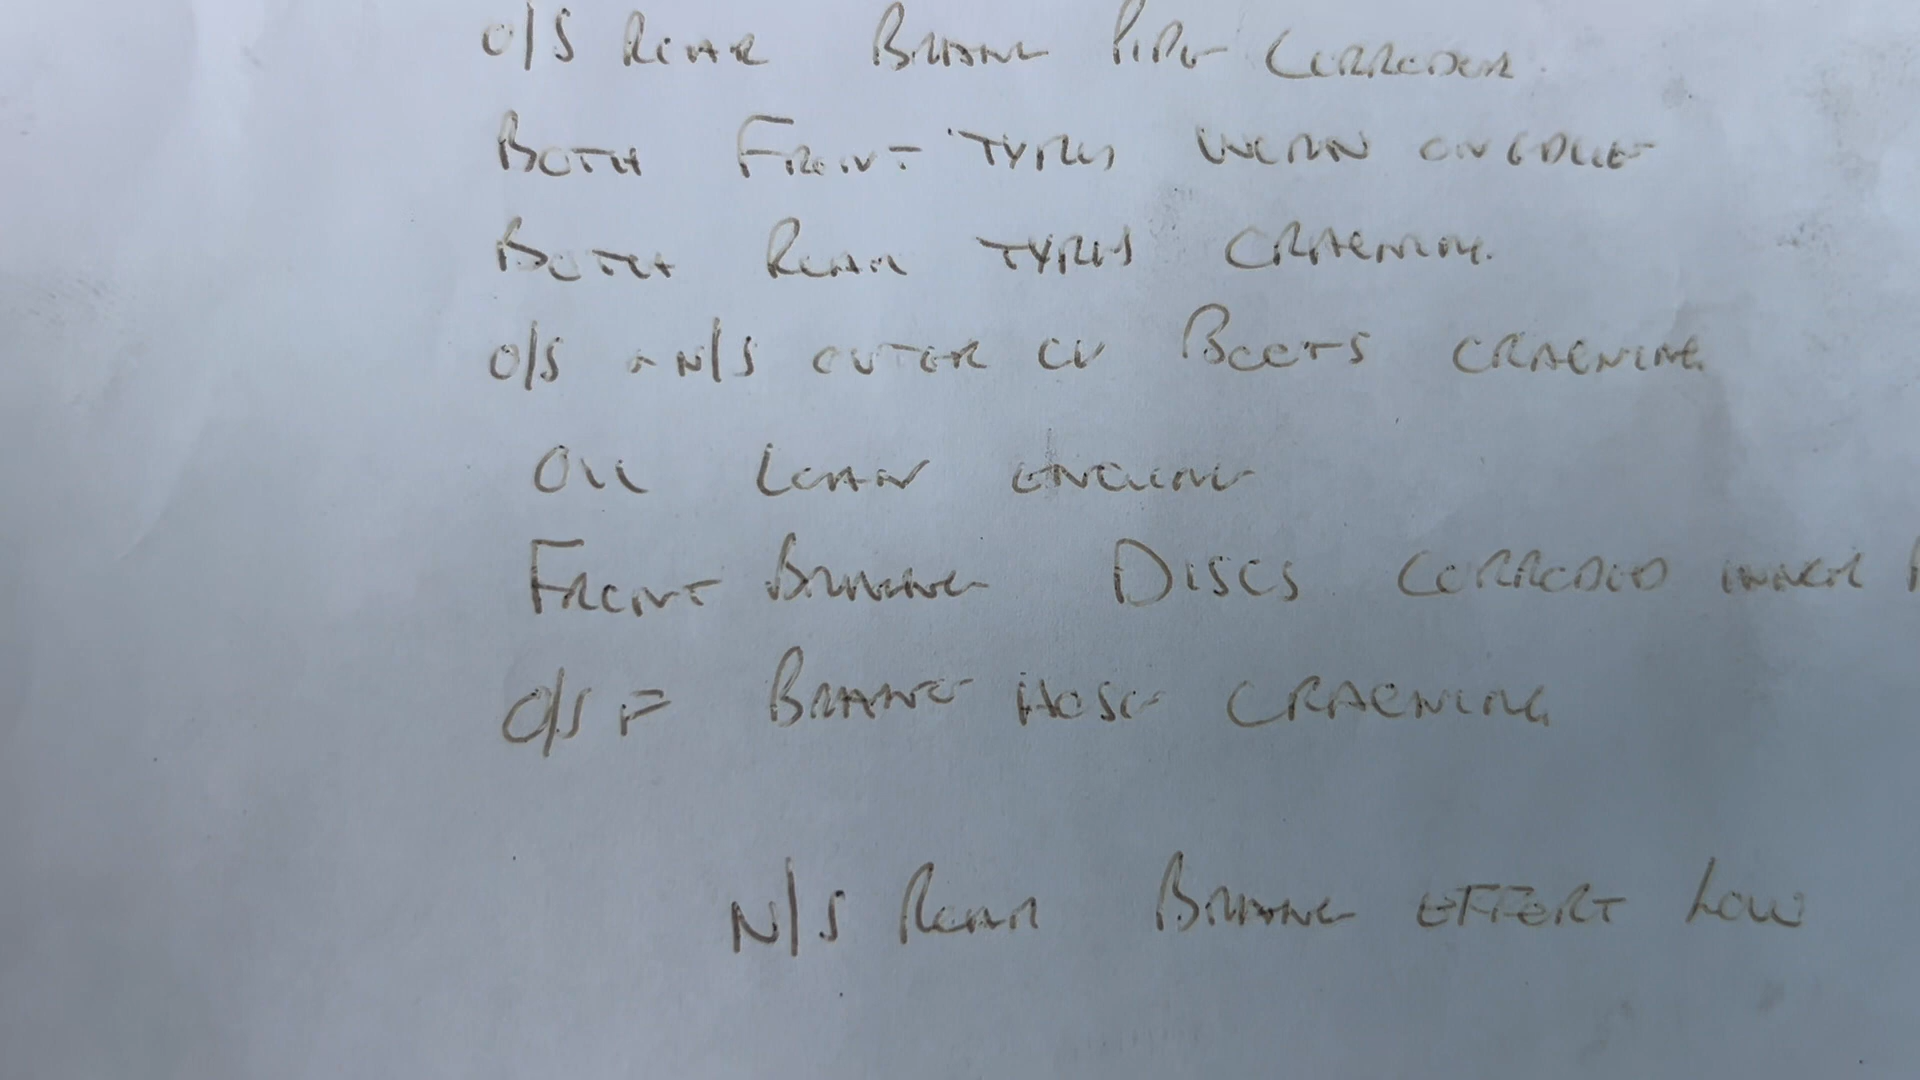 O/S REAR BRAKE PIPE CORRODED
BOTH FRONT TYRES WORN ON EDGE
BOTH REAR TYRES CRACKING.
O/S + N/S OUTER CV BOOTS CRACKING
OIL LEAK ENGINE
FRONT BRAKE DISCS CORRODED INNER
O/S F BRAKE HOSE CRACKING
N/S REAR BRAKE EFFORT LOW